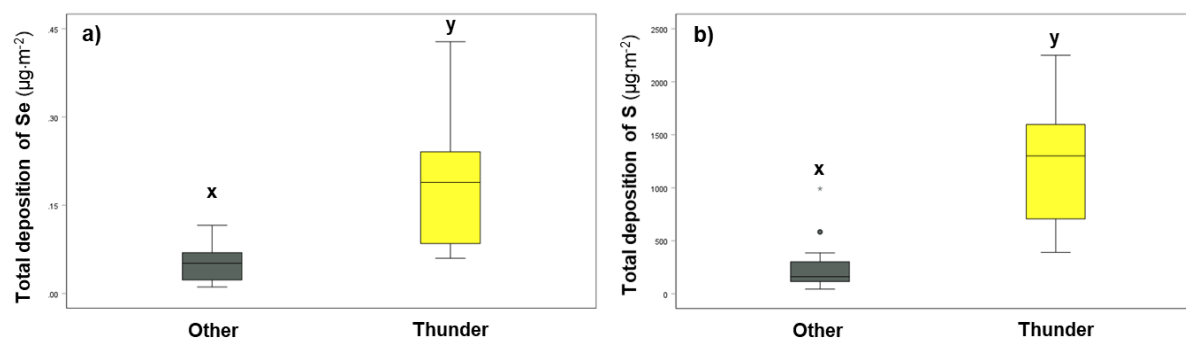 a)
Total deposition of Se (µg·m⁻²)
.45
.30
.15
.00
x
y
Other
Thunder
b)
Total deposition of S (µg·m⁻²)
2500
2000
1500
1000
500
0
x
y
*
Other
Thunder